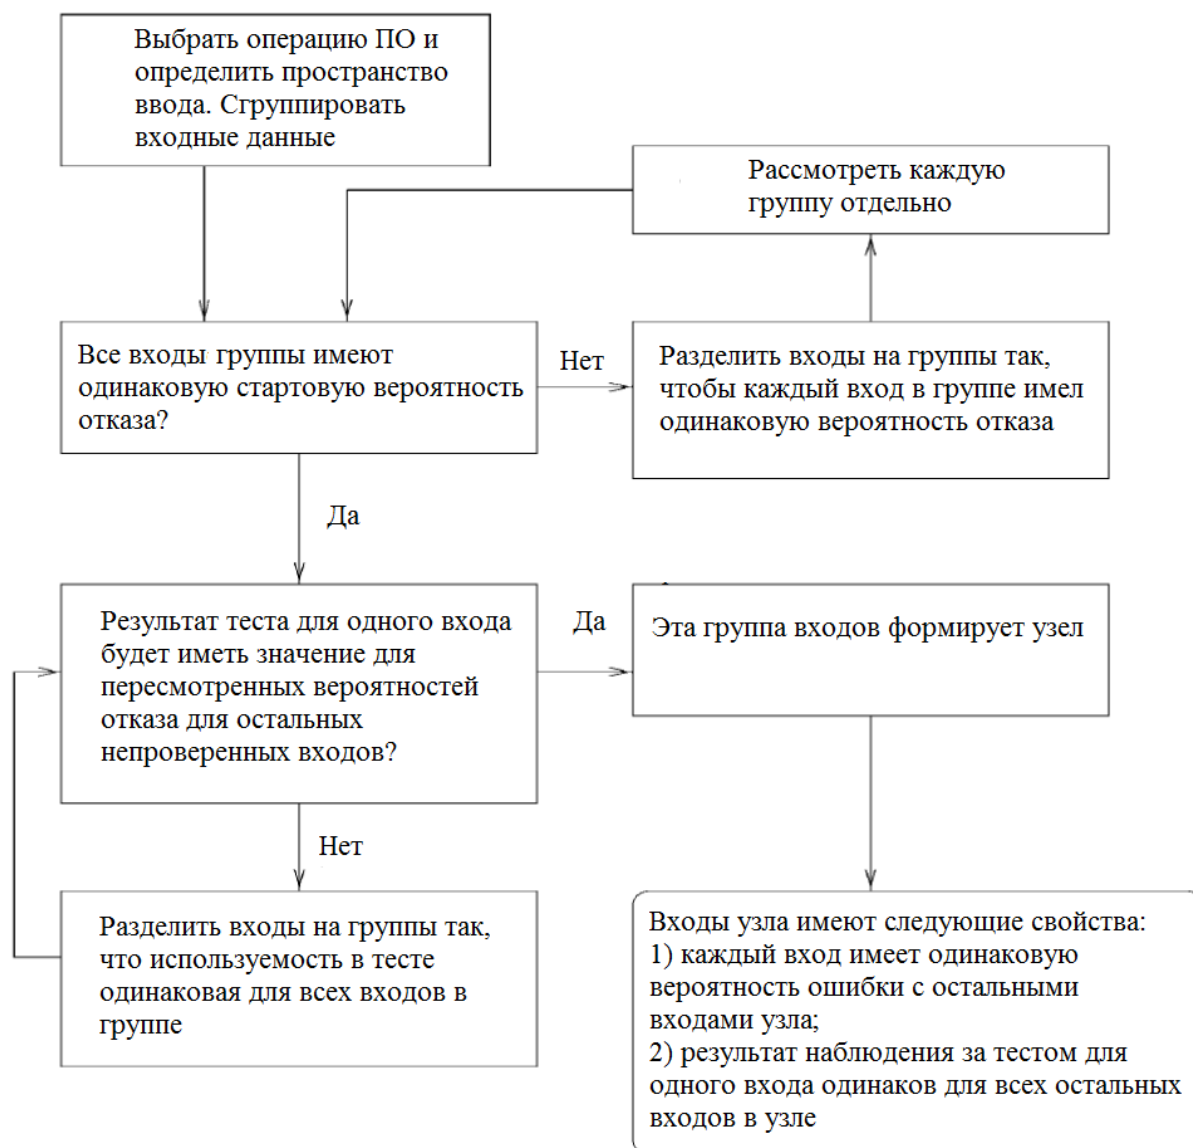 Выбрать операцию ПО и
определить пространство
ввода. Сгруппировать
входные данные
Рассмотреть каждую
группу отдельно
Все входы группы имеют
одинаковую стартовую вероятность
отказа?
Нет
Разделить входы на группы так,
чтобы каждый вход в группе имел
одинаковую вероятность отказа
Да
Результат теста для одного входа
будет иметь значение для
пересмотренных вероятностей
отказа для остальных
непроверенных входов?
Да
Эта группа входов формирует узел
Нет
Разделить входы на группы так,
что используемость в тесте
одинаковая для всех входов в
группе
Входы узла имеют следующие свойства:
1) каждый вход имеет одинаковую
вероятность ошибки с остальными
входами узла;
2) результат наблюдения за тестом для
одного входа одинаков для всех остальных
входов в узле